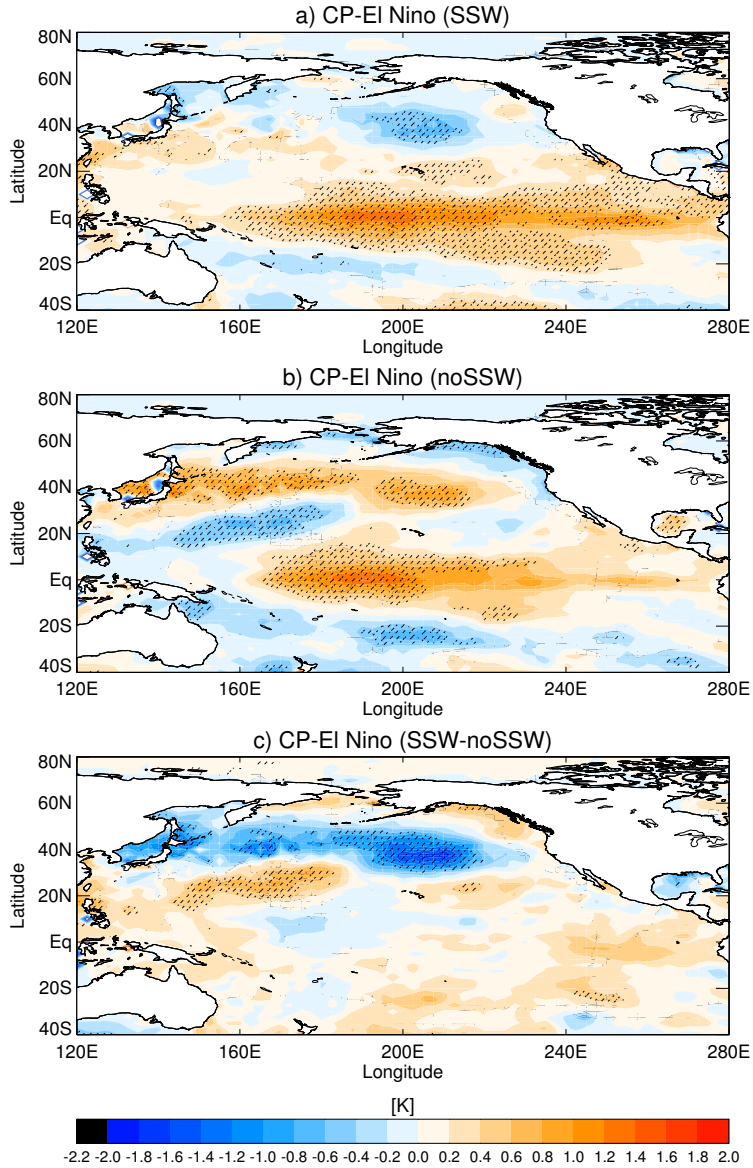 a) CP-El Nino (SSW)
80N
60N
40N
20N
Eq
20S
40S
Latitude
120E 160E 200E 240E 280E
Longitude
b) CP-El Nino (noSSW)
80N
60N
40N
20N
Eq
20S
40S
Latitude
120E 160E 200E 240E 280E
Longitude
c) CP-El Nino (SSW-noSSW)
80N
60N
40N
20N
Eq
20S
40S
Latitude
120E 160E 200E 240E 280E
Longitude
[K]
-2.2 -2.0 -1.8 -1.6 -1.4 -1.2 -1.0 -0.8 -0.6 -0.4 -0.2 0.0 0.2 0.4 0.6 0.8 1.0 1.2 1.4 1.6 1.8 2.0